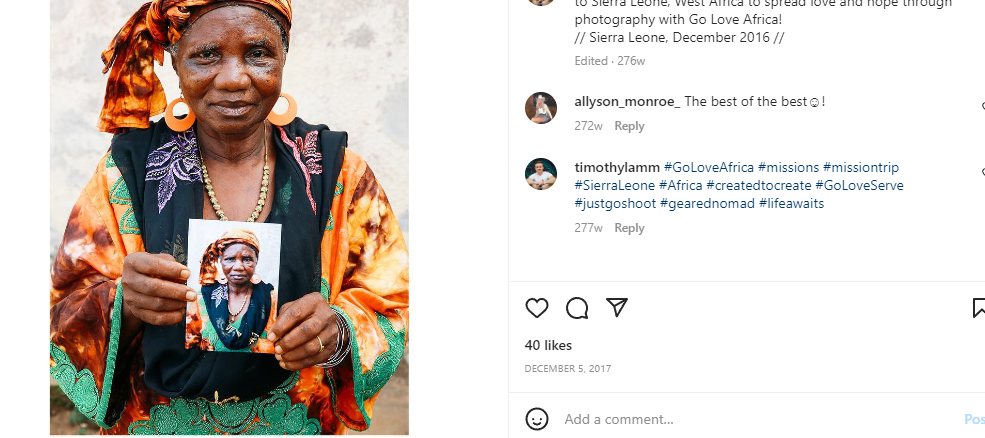 to Sierra Leone, West Africa to spread love and hope through
photography with Go Love Africa!
// Sierra Leone, December 2016 //
Edited · 276w
allyson_monroe_ The best of the best☺!
272w Reply
timothylamm #GoLoveAfrica #missions #missiontrip
#SierraLeone #Africa #createdtocreate #GoLoveServe
#justgoshoot #gearednomad #lifeawaits
277w Reply
40 likes
DECEMBER 5, 2017
Add a comment...